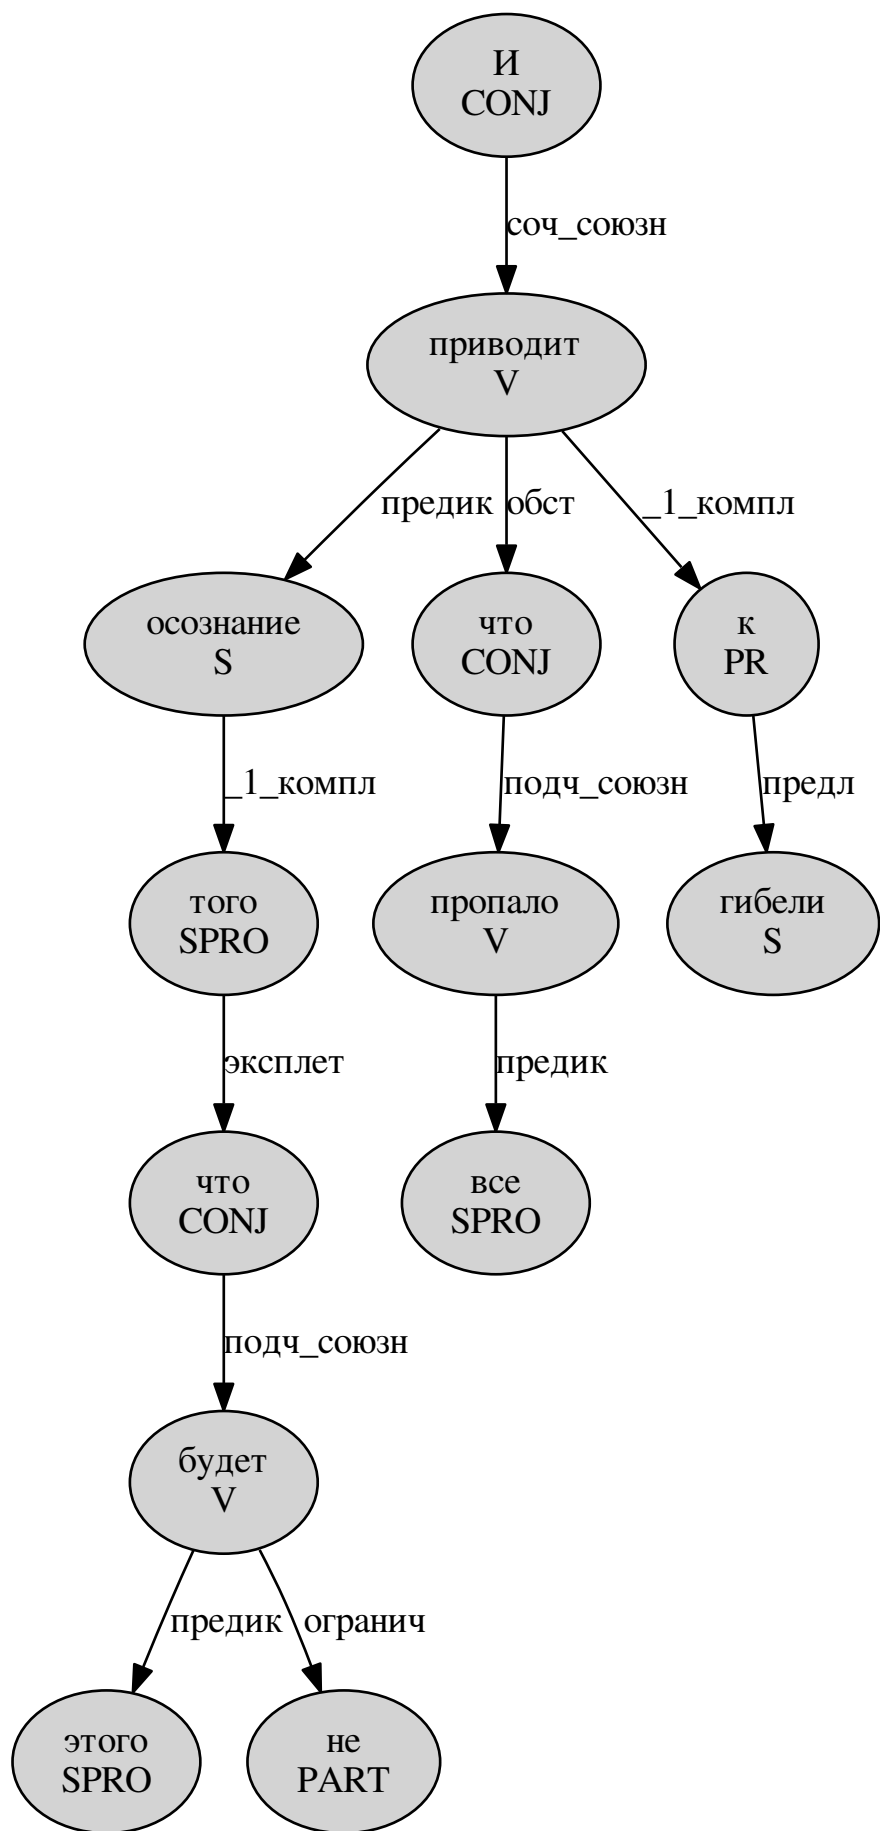 И
CONJ
соч_союзн
приводит
V
предик
обст
_1_компл
осознание
S
что
CONJ
к
PR
_1_компл
подч_союзн
предл
того
SPRO
пропало
V
гибели
S
эксплет
предик
что
CONJ
все
SPRO
подч_союзн
будет
V
предик
огранич
этого
SPRO
не
PART